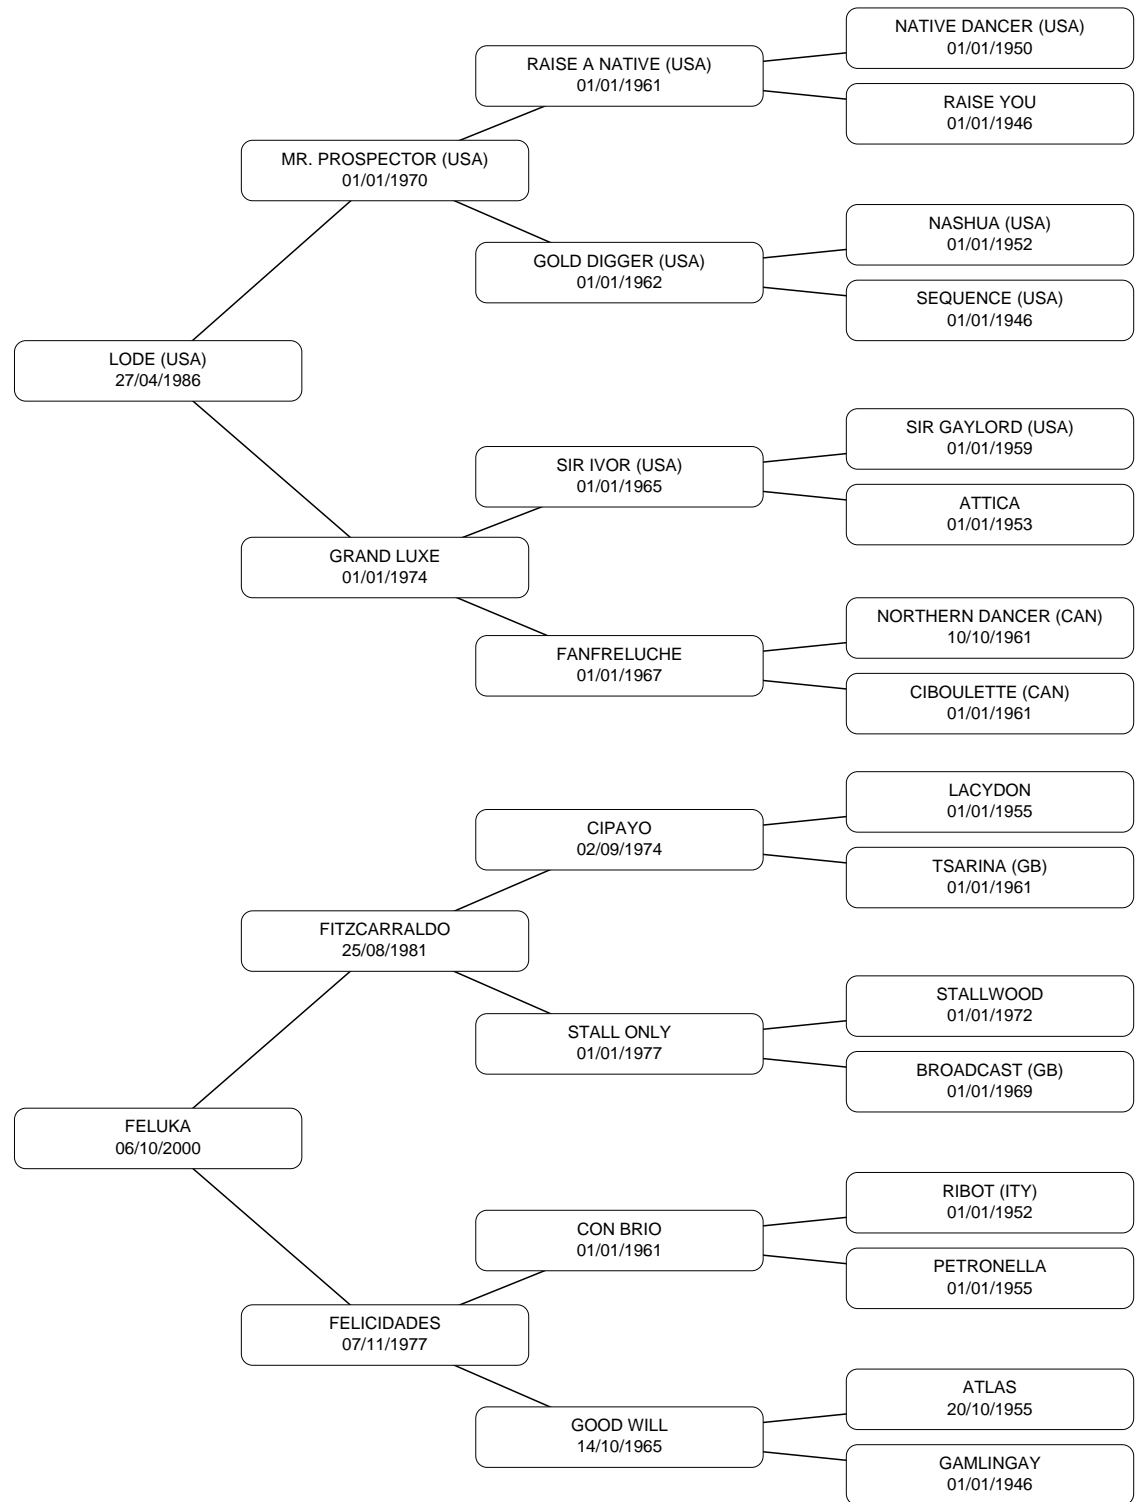 NATIVE DANCER (USA)
01/01/1950
RAISE A NATIVE (USA)
01/01/1961
RAISE YOU
01/01/1946
MR. PROSPECTOR (USA)
01/01/1970
NASHUA (USA)
01/01/1952
GOLD DIGGER (USA)
01/01/1962
SEQUENCE (USA)
01/01/1946
LODE (USA)
27/04/1986
SIR GAYLORD (USA)
01/01/1959
SIR IVOR (USA)
01/01/1965
ATTICA
01/01/1953
GRAND LUXE
01/01/1974
NORTHERN DANCER (CAN)
10/10/1961
FANFRELUCHE
01/01/1967
CIBOULETTE (CAN)
01/01/1961
LACYDON
01/01/1955
CIPAYO
02/09/1974
TSARINA (GB)
01/01/1961
FITZCARRALDO
25/08/1981
STALLWOOD
01/01/1972
STALL ONLY
01/01/1977
BROADCAST (GB)
01/01/1969
FELUKA
06/10/2000
RIBOT (ITY)
01/01/1952
CON BRIO
01/01/1961
PETRONELLA
01/01/1955
FELICIDADES
07/11/1977
ATLAS
20/10/1955
GOOD WILL
14/10/1965
GAMLINGAY
01/01/1946